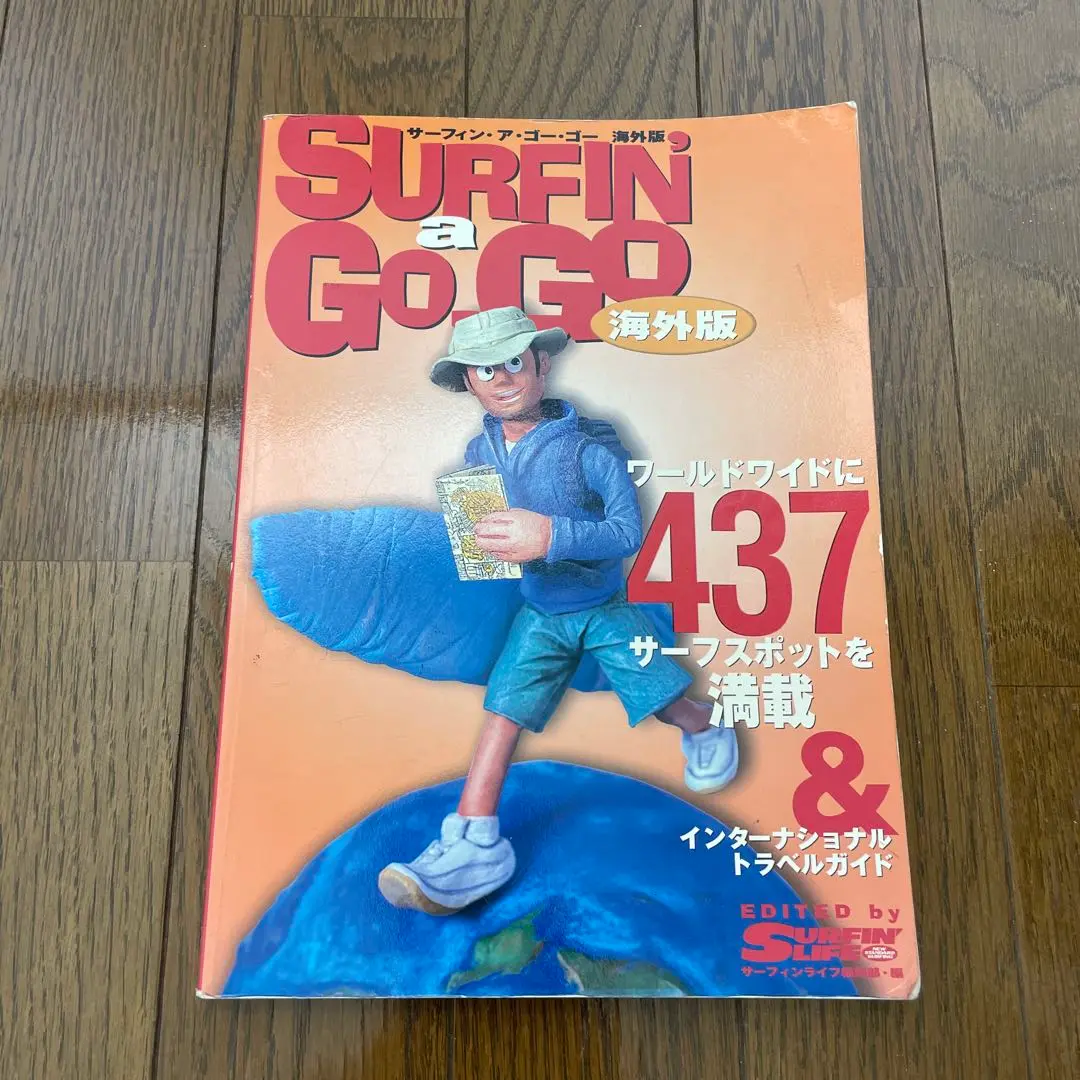 サーフィン・ア・ゴー・ゴー 海外版
SURFIN'
a
GO-GO
海外版
ワールドワイドに
437
サーフスポットを
満載
&
インターナショナル
トラベルガイド
EDITED by
SURFIN'
LIFE
NEW
STANDARD
SURFING
サーフィンライフ編集部・編